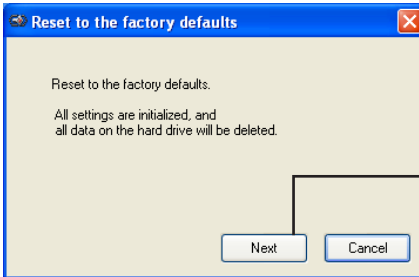 Reset to the factory defaults
Reset to the factory defaults.
All settings are initialized, and
all data on the hard drive will be deleted.
Next
Cancel